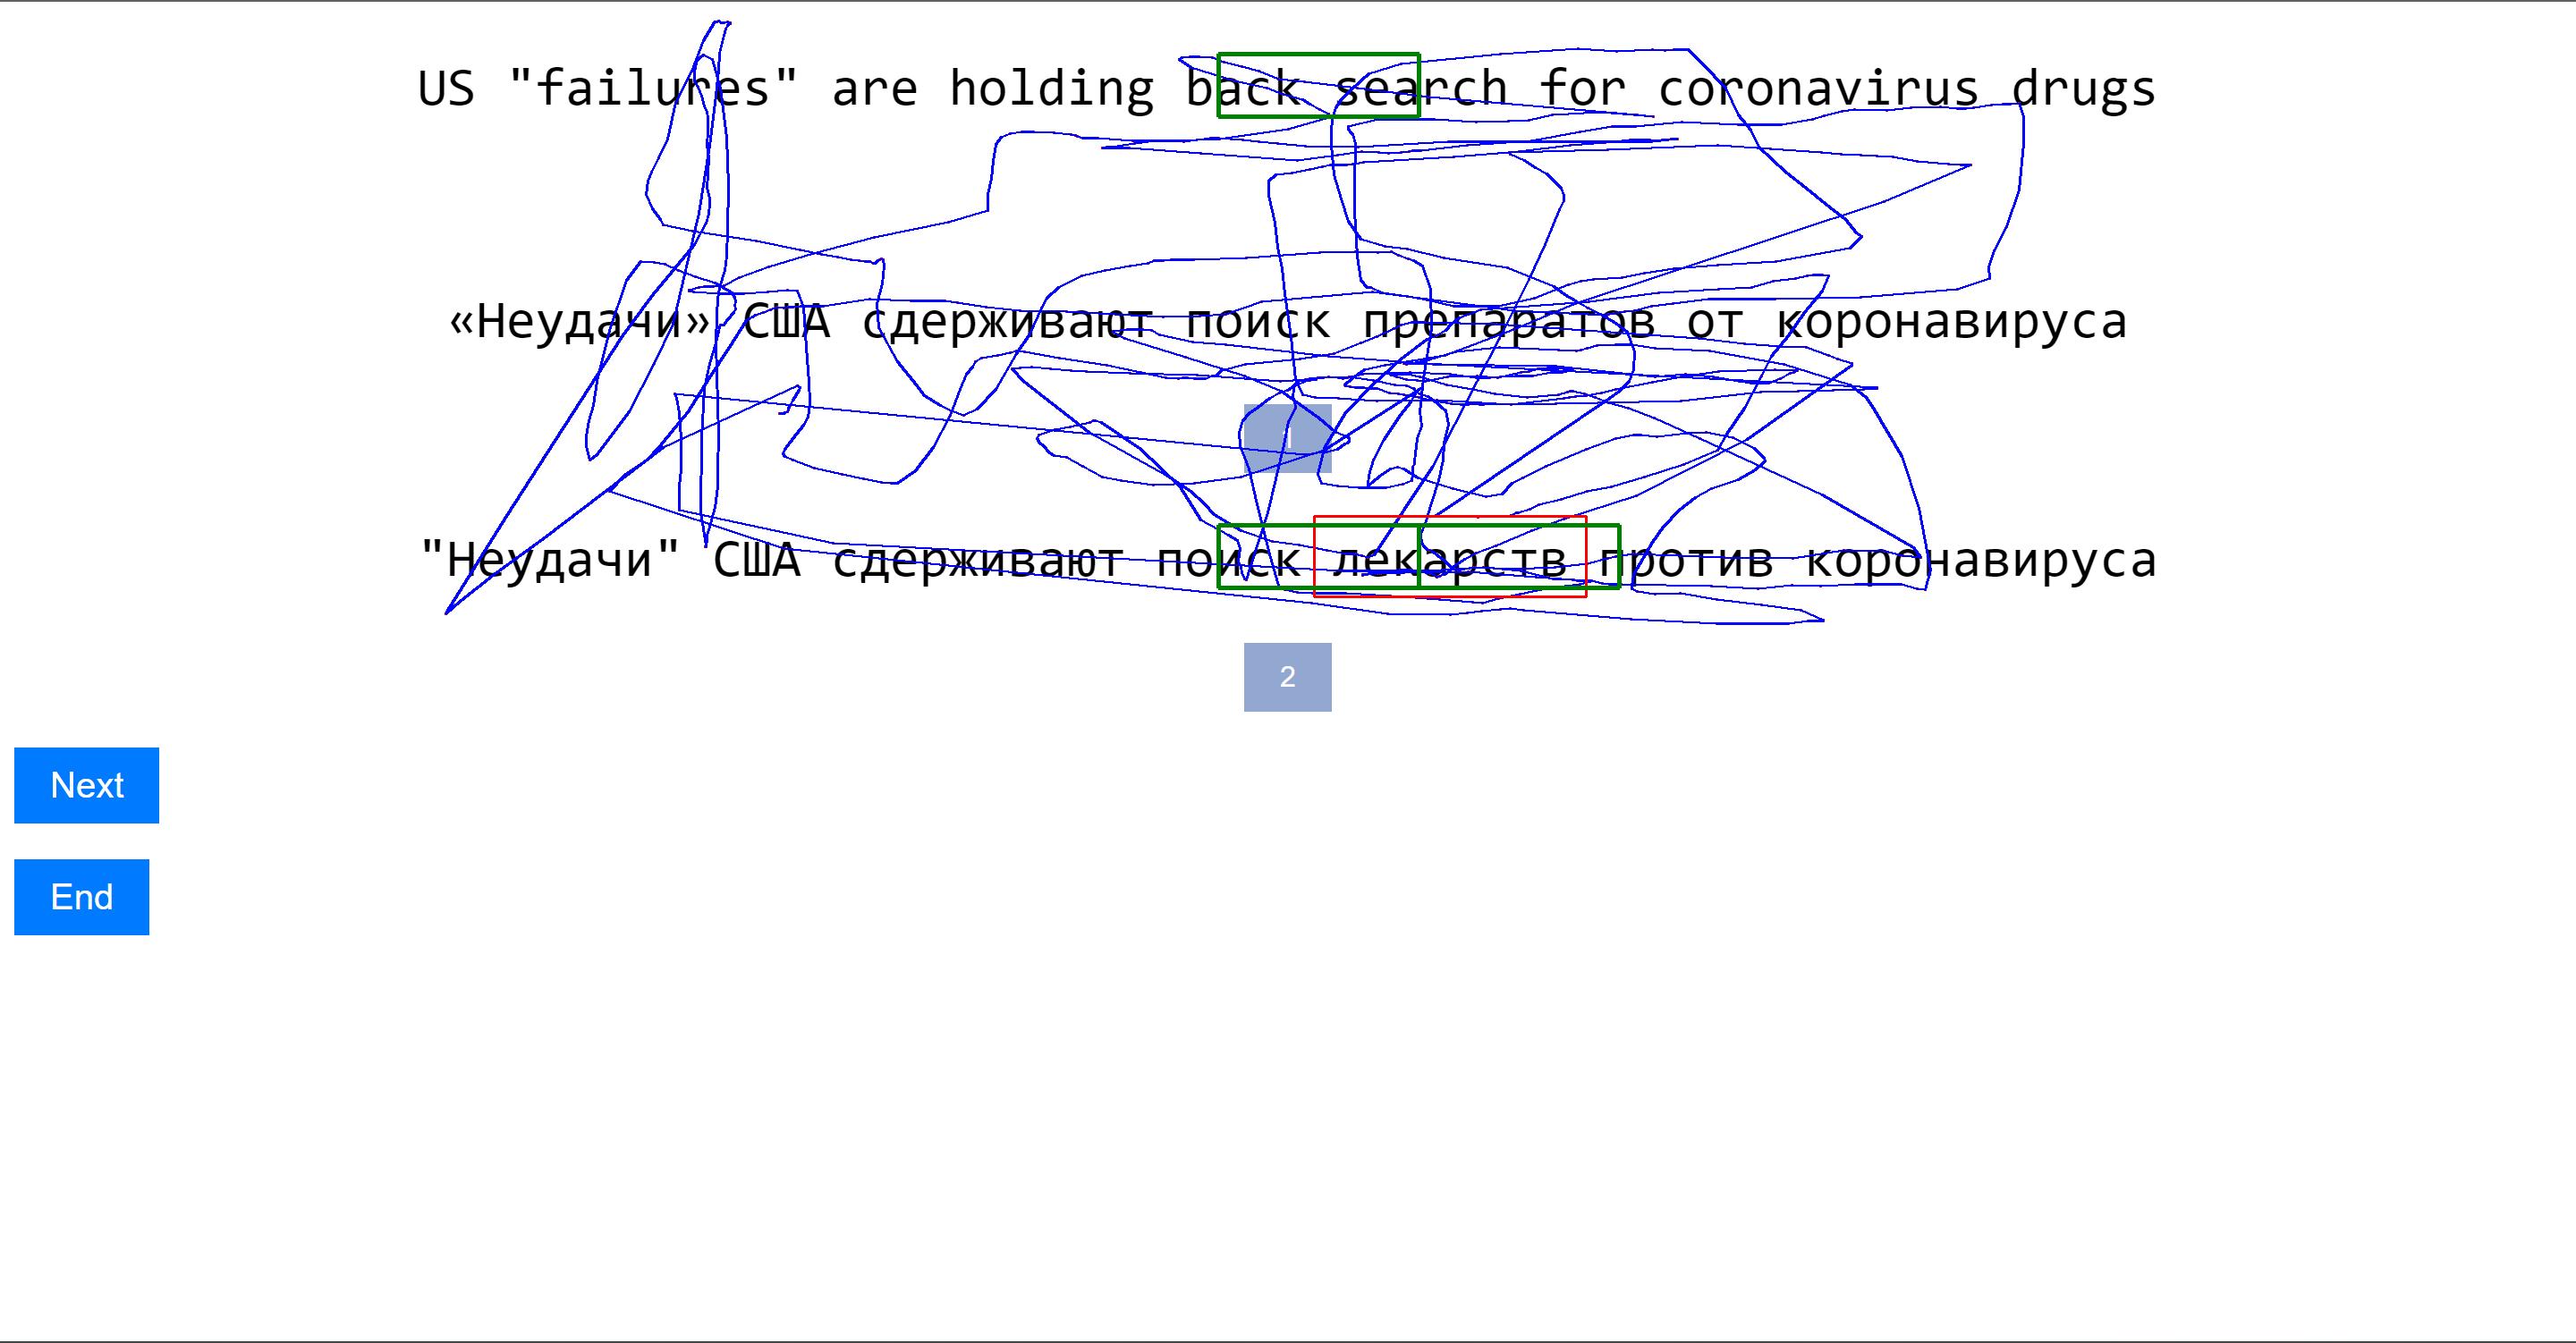 US "failures" are holding back search for coronavirus drugs
«Неудачи» США сдерживают поиск препаратов от коронавируса
1
"Неудачи" США сдерживают поиск лекарств против коронавируса
2
Next
End